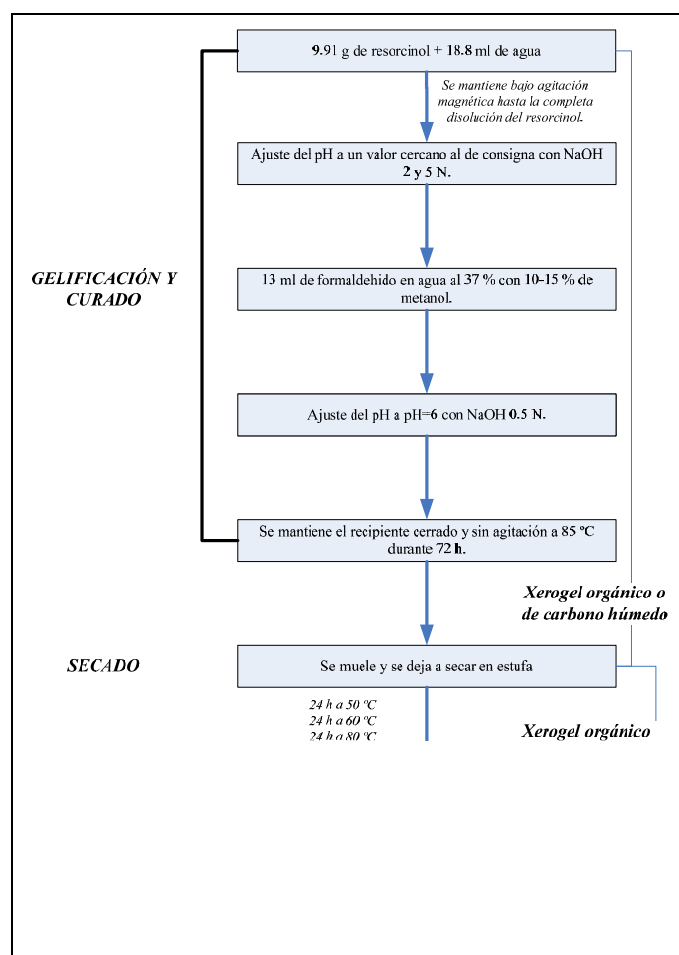 9.91 g de resorcinol + 18.8 ml de agua
Se mantiene bajo agitación
magnética hasta la completa
disolución del resorcinol.
Ajuste del pH a un valor cercano al de consigna con NaOH
2 y 5 N.
GELIFICACIÓN Y
CURADO
13 ml de formaldehido en agua al 37 % con 10-15 % de
metanol.
Ajuste del pH a pH=6 con NaOH 0.5 N.
Se mantiene el recipiente cerrado y sin agitación a 85 ºC
durante 72 h.
Xerogel orgánico o
de carbono húmedo
SECADO
Se muele y se deja a secar en estufa
24 h a 50 ºC
24 h a 60 ºC
24 h a 80 ºC
Xerogel orgánico